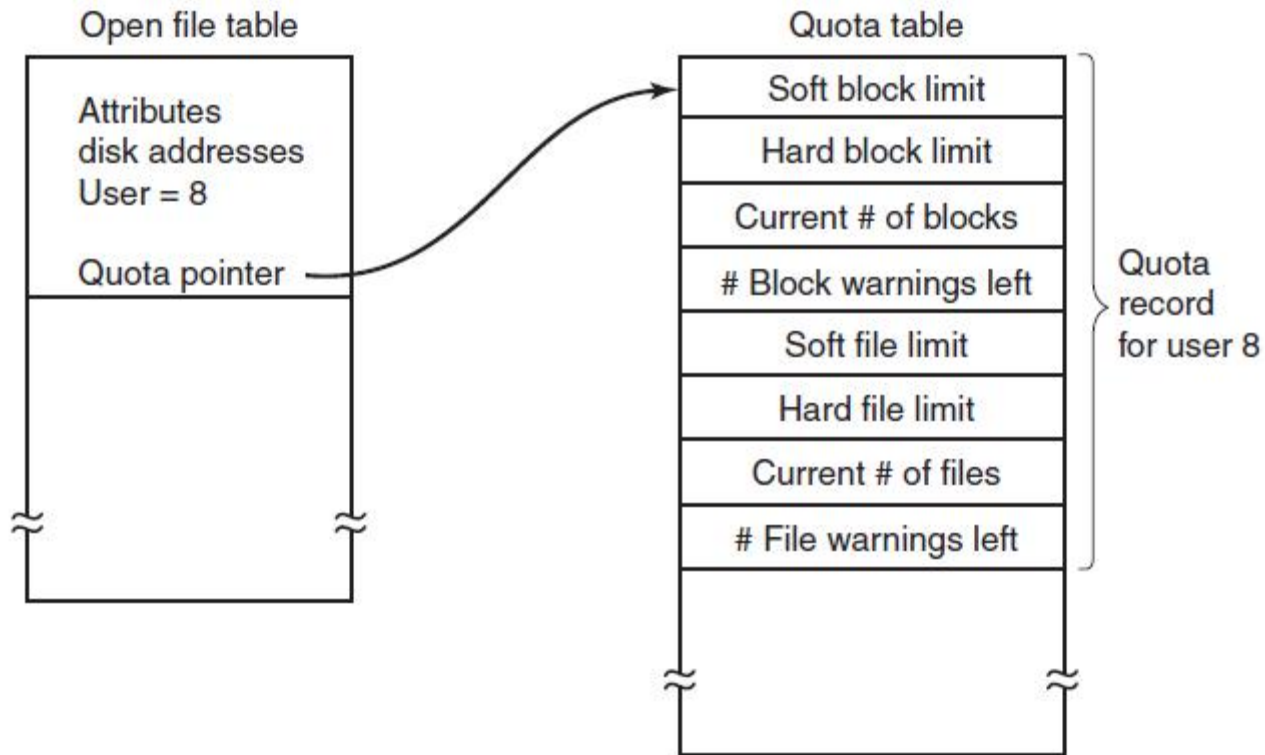 Open file table
Attributes
disk addresses
User = 8
Quota pointer
Quota table
Soft block limit
Hard block limit
Current # of blocks
# Block warnings left
Soft file limit
Hard file limit
Current # of files
# File warnings left
Quota
record
for user 8